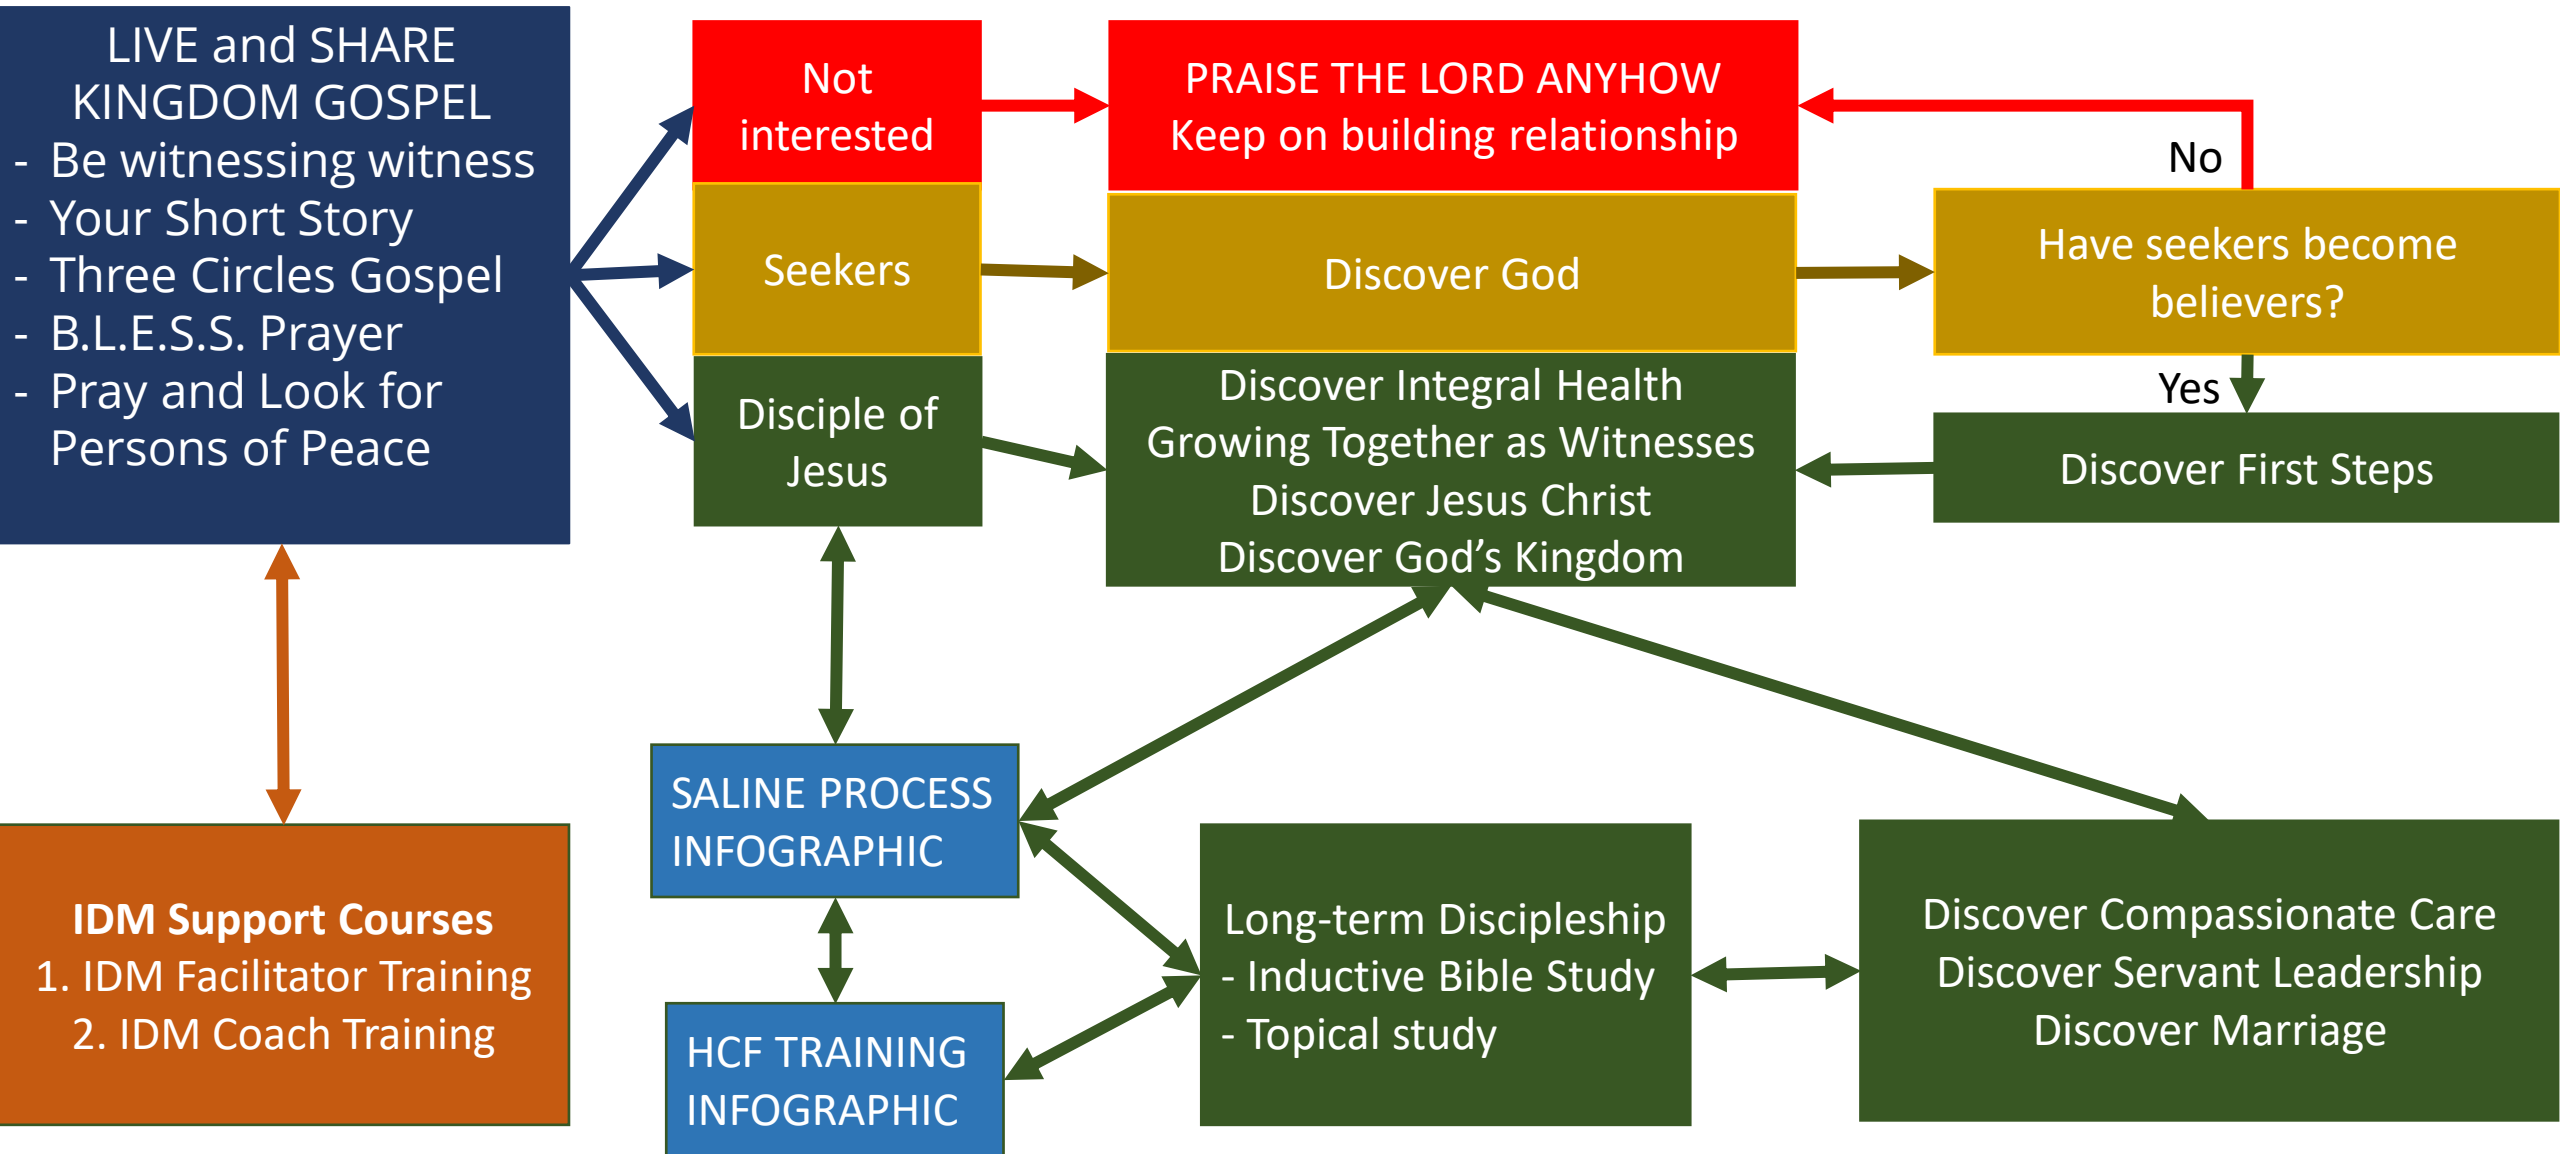 LIVE and SHARE
KINGDOM GOSPEL
- Be witnessing witness
- Your Short Story
- Three Circles Gospel
- B.L.E.S.S. Prayer
- Pray and Look for
Persons of Peace
Not
interested
PRAISE THE LORD ANYHOW
Keep on building relationship
No
Seekers
Discover God
Have seekers become
believers?
Yes
Disciple of
Jesus
Discover Integral Health
Growing Together as Witnesses
Discover Jesus Christ
Discover God’s Kingdom
Discover First Steps
SALINE PROCESS
INFOGRAPHIC
IDM Support Courses
1. IDM Facilitator Training
2. IDM Coach Training
HCF TRAINING
INFOGRAPHIC
Long-term Discipleship
- Inductive Bible Study
- Topical study
Discover Compassionate Care
Discover Servant Leadership
Discover Marriage